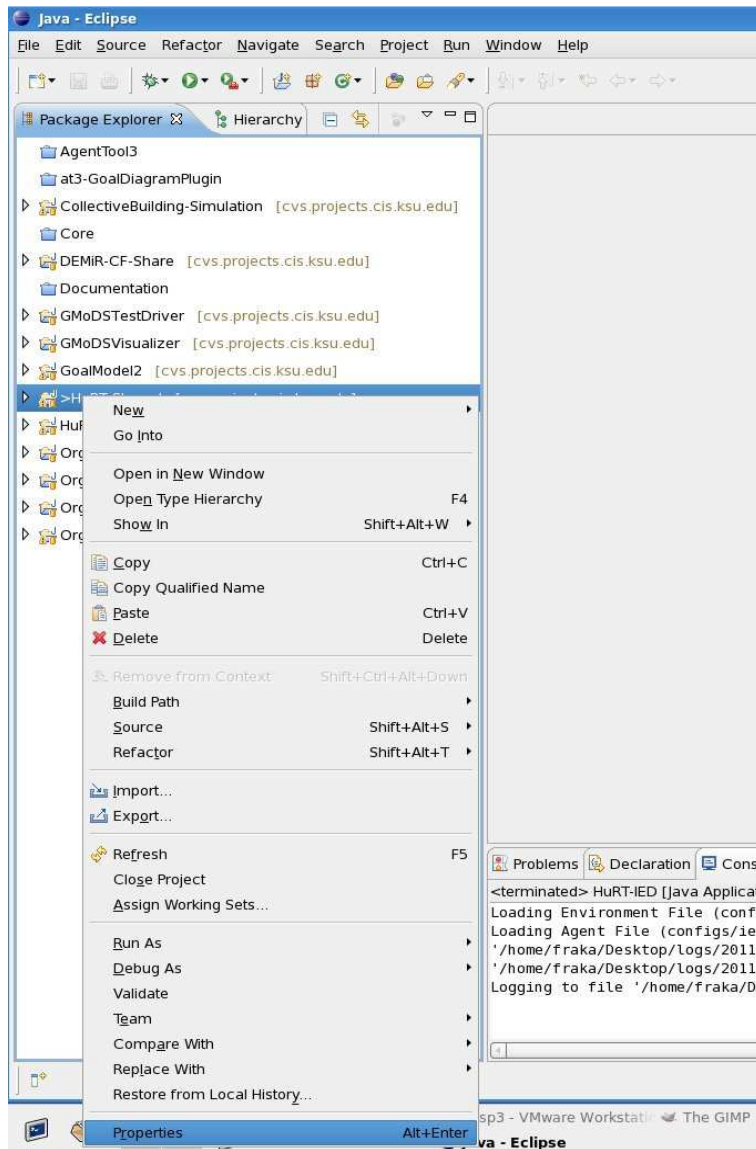 Java - Eclipse
File Edit Source Refactor Navigate Search Project Run Window Help
Package Explorer Hierarchy
AgentTool3
at3-GoalDiagramPlugin
CollectiveBuilding-Simulation [cvs.projects.cis.ksu.edu]
Core
DEMiR-CF-Share [cvs.projects.cis.ksu.edu]
Documentation
GMoDSTestDriver [cvs.projects.cis.ksu.edu]
GMoDSVisualizer [cvs.projects.cis.ksu.edu]
GoalModel2 [cvs.projects.cis.ksu.edu]
>H
HuR
Org
Org
Org
Org
New
Go Into
Open in New Window
Open Type Hierarchy F4
Show In Shift+Alt+W
Copy Ctrl+C
Copy Qualified Name
Paste Ctrl+V
Delete Delete
Remove from Context Shift+Ctrl+Alt+Down
Build Path
Source Shift+Alt+S
Refactor Shift+Alt+T
Import...
Export...
Refresh F5
Close Project
Assign Working Sets...
Run As
Debug As
Validate
Team
Compare With
Replace With
Restore from Local History...
Properties Alt+Enter
Problems Declaration Cons
<terminated> HuRT-IED [Java Applica
Loading Environment File (conf
Loading Agent File (configs/ie
'/home/fraka/Desktop/logs/2011
'/home/fraka/Desktop/logs/2011
Logging to file '/home/fraka/D
sp3 - VMware Workstati The GIMP
va - Eclipse